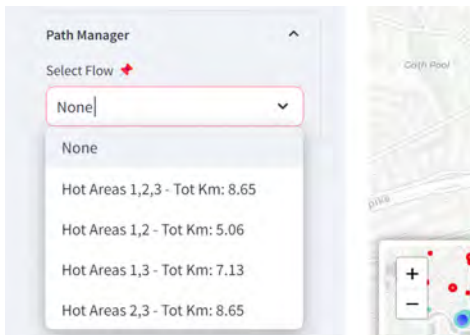 Path Manager
Select Flow
None
None
Hot Areas 1,2,3 - Tot Km: 8.65
Hot Areas 1,2 - Tot Km: 5.06
Hot Areas 1,3 - Tot Km: 7.13
Hot Areas 2,3 - Tot Km: 8.65
pike
+
−